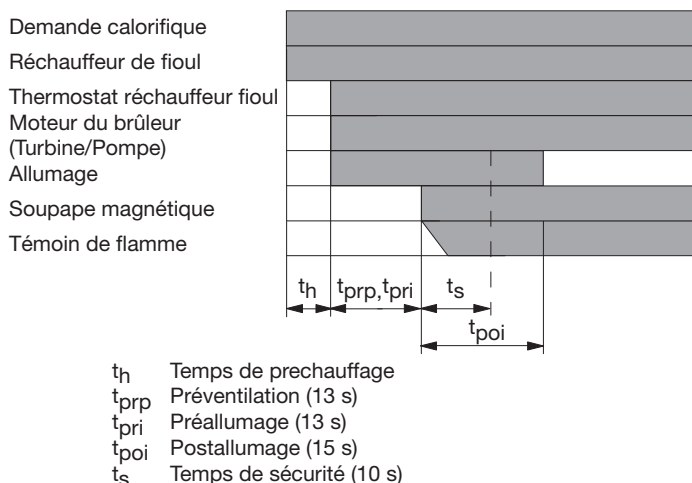 Demande calorifique
Réchauffeur de fioul
Thermostat réchauffeur fioul
Moteur du brûleur
(Turbine/Pompe)
Allumage
Soupape magnétique
Témoin de flamme
th tprp,tpri ts
tpoi
th Temps de prechauffage
tprp Préventilation (13 s)
tpri Préallumage (13 s)
tpoi Postallumage (15 s)
ts Temps de sécurité (10 s)